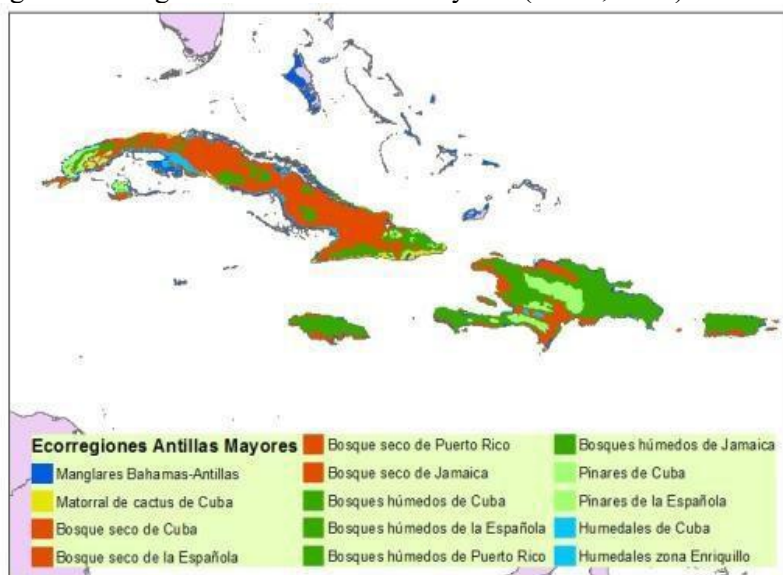 Ecorregiones Antillas Mayores
Manglares Bahamas-Antillas
Matorral de cactus de Cuba
Bosque seco de Cuba
Bosque seco de la Española
Bosque seco de Puerto Rico
Bosque seco de Jamaica
Bosques húmedos de Cuba
Bosques húmedos de la Española
Bosques húmedos de Puerto Rico
Bosques húmedos de Jamaica
Pinares de Cuba
Pinares de la Española
Humedales de Cuba
Humedales zona Enriquillo